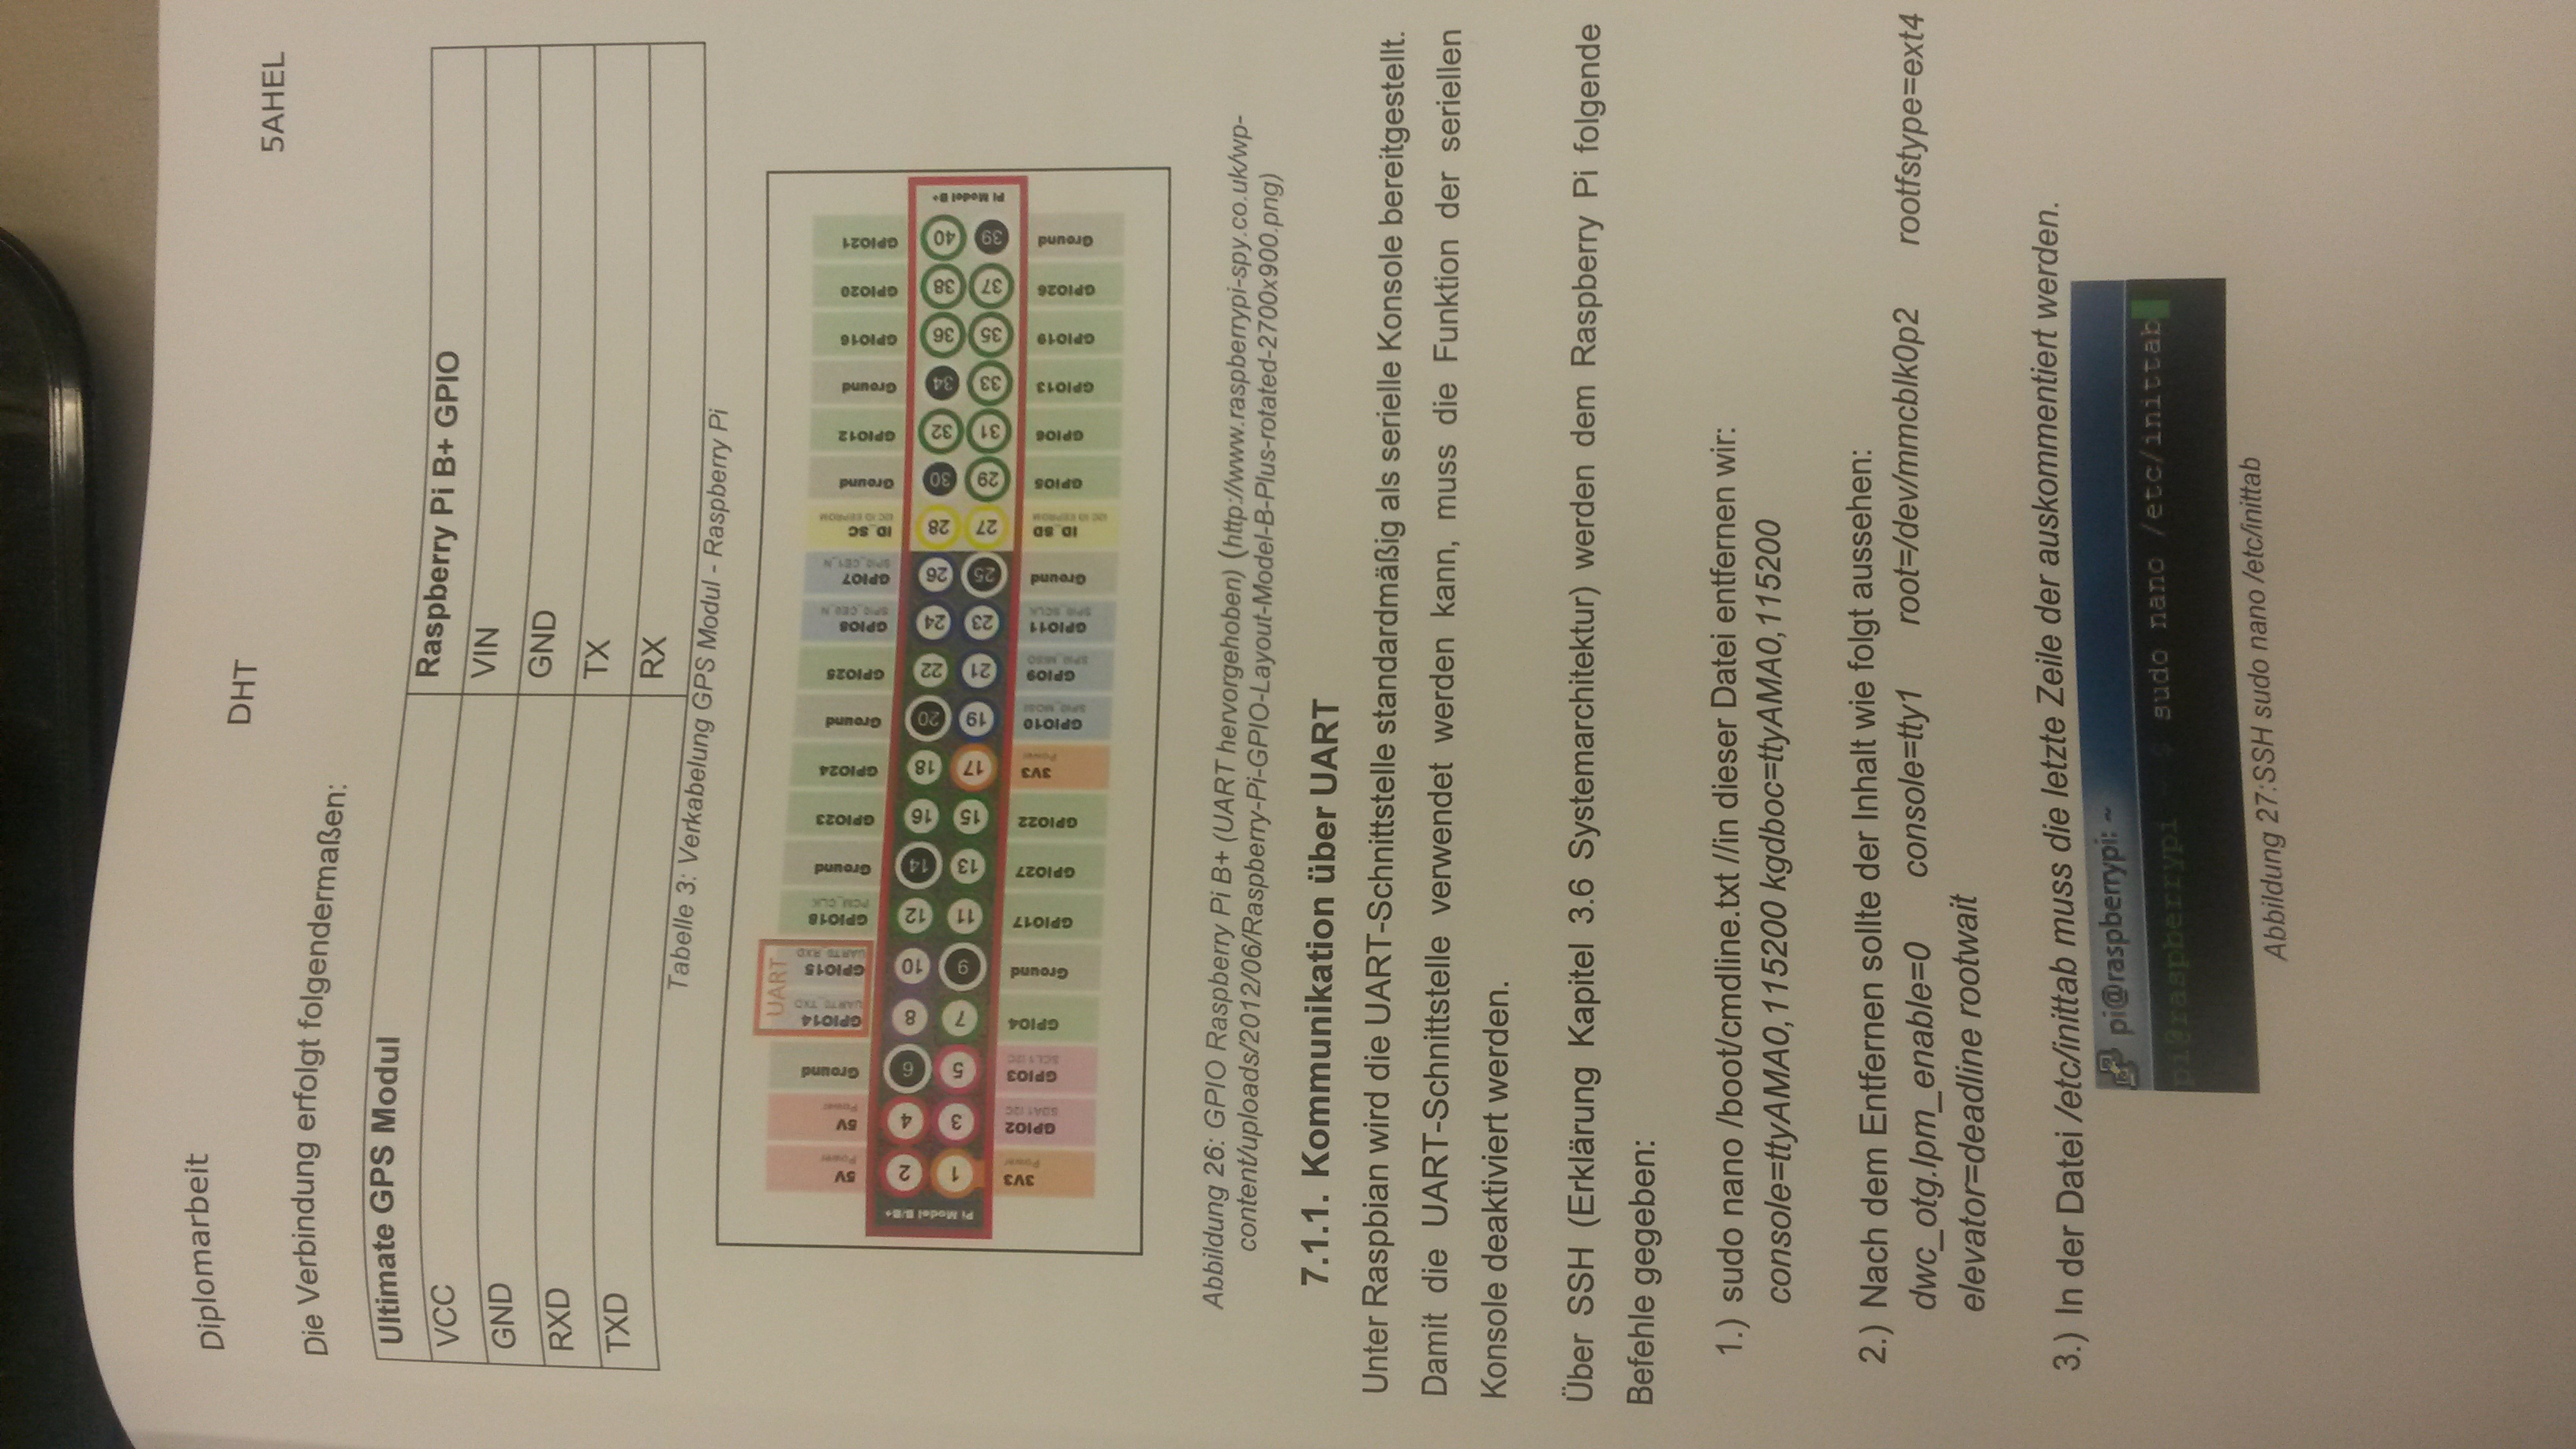 Diplomarbeit DHT 5AHEL
Die Verbindung erfolgt folgendermaßen:
Ultimate GPS Modul Raspberry Pi B+ GPIO
VCC VIN
GND GND
RXD TX
TXD RX
Tabelle 3: Verkabelung GPS Modul - Raspberry Pi
UART
5V 5V Ground GPIO14 GPIO15 GPIO18 Ground GPIO23 GPIO24 Ground GPIO25 GPIO8 GPIO7 ID_SC Ground GPIO12 Ground GPIO16 GPIO20 GPIO21
Power Power UART0_TXD UART0_RXD PCM_CLK SPI0_CE0_N SPI0_CE1_N I2C ID EEPROM
Pi Model B/B+ 2 4 6 8 10 12 14 16 18 20 22 24 26 28 30 32 34 36 38 40 Pi Model B+
1 3 5 7 9 11 13 15 17 19 21 23 25 27 29 31 33 35 37 39
3V3 GPIO2 GPIO3 GPIO4 Ground GPIO17 GPIO27 GPIO22 3V3 GPIO10 GPIO9 GPIO11 Ground ID_SD GPIO5 GPIO6 GPIO13 GPIO19 GPIO26 Ground
Power SDA1 I2C SCL1 I2C Power SPI0_MOSI SPI0_MISO SPI0_SCLK I2C ID EEPROM
Abbildung 26: GPIO Raspberry Pi B+ (UART hervorgehoben) (http://www.raspberrypi-spy.co.uk/wp-
content/uploads/2012/06/Raspberry-Pi-GPIO-Layout-Model-B-Plus-rotated-2700x900.png)
7.1.1. Kommunikation über UART
Unter Raspbian wird die UART-Schnittstelle standardmäßig als serielle Konsole bereitgestellt.
Damit die UART-Schnittstelle verwendet werden kann, muss die Funktion der seriellen
Konsole deaktiviert werden.
Über SSH (Erklärung Kapitel 3.6 Systemarchitektur) werden dem Raspberry Pi folgende
Befehle gegeben:
1.) sudo nano /boot/cmdline.txt //in dieser Datei entfernen wir:
console=ttyAMA0,115200 kgdboc=ttyAMA0,115200
2.) Nach dem Entfernen sollte der Inhalt wie folgt aussehen:
dwc_otg.lpm_enable=0 console=tty1 root=/dev/mmcblk0p2 rootfstype=ext4
elevator=deadline rootwait
3.) In der Datei /etc/inittab muss die letzte Zeile der auskommentiert werden.
pi@raspberrypi: ~
pi@raspberrypi ~ $ sudo nano /etc/inittab
Abbildung 27:SSH sudo nano /etc/inittab